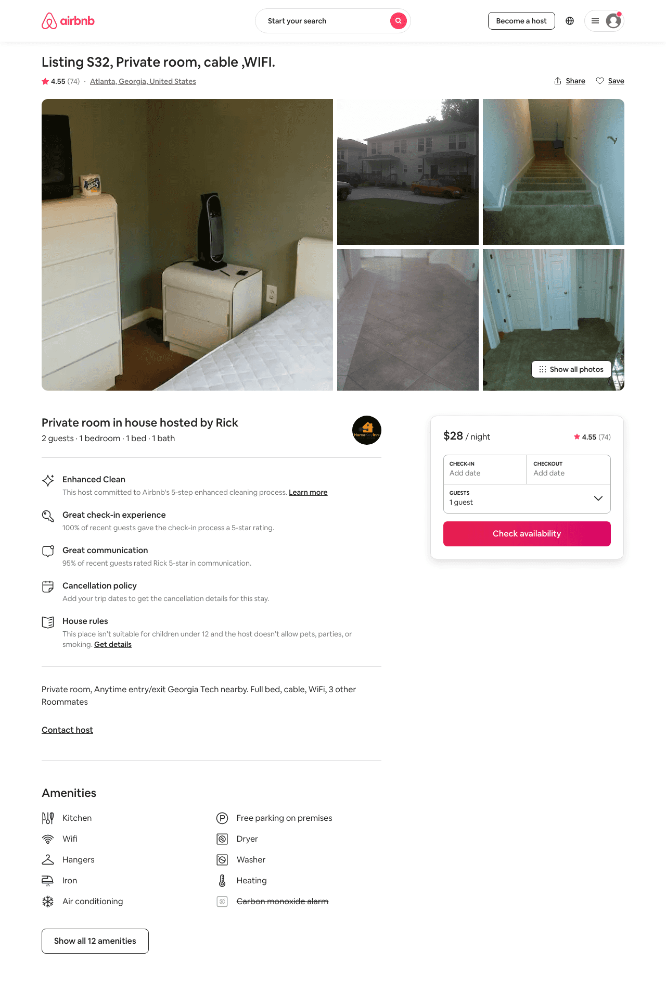 airbnb
Start your search
Become a host
Listing S32, Private room, cable ,WIFI.
4.55 (74) · Atlanta, Georgia, United States
Share
Save
Scott
Show all photos
Private room in house hosted by Rick
2 guests · 1 bedroom · 1 bed · 1 bath
HomeKeyInn
$28 / night
4.55 (74)
CHECK-IN
Add date
CHECKOUT
Add date
GUESTS
1 guest
Check availability
Enhanced Clean
This host committed to Airbnb's 5-step enhanced cleaning process. Learn more
Great check-in experience
100% of recent guests gave the check-in process a 5-star rating.
Great communication
95% of recent guests rated Rick 5-star in communication.
Cancellation policy
Add your trip dates to get the cancellation details for this stay.
House rules
This place isn’t suitable for children under 12 and the host doesn’t allow pets, parties, or
smoking. Get details
Private room, Anytime entry/exit Georgia Tech nearby. Full bed, cable, WiFi, 3 other
Roommates
Contact host
Amenities
Kitchen
Free parking on premises
Wifi
Dryer
Hangers
Washer
Iron
Heating
Air conditioning
Carbon monoxide alarm
Show all 12 amenities